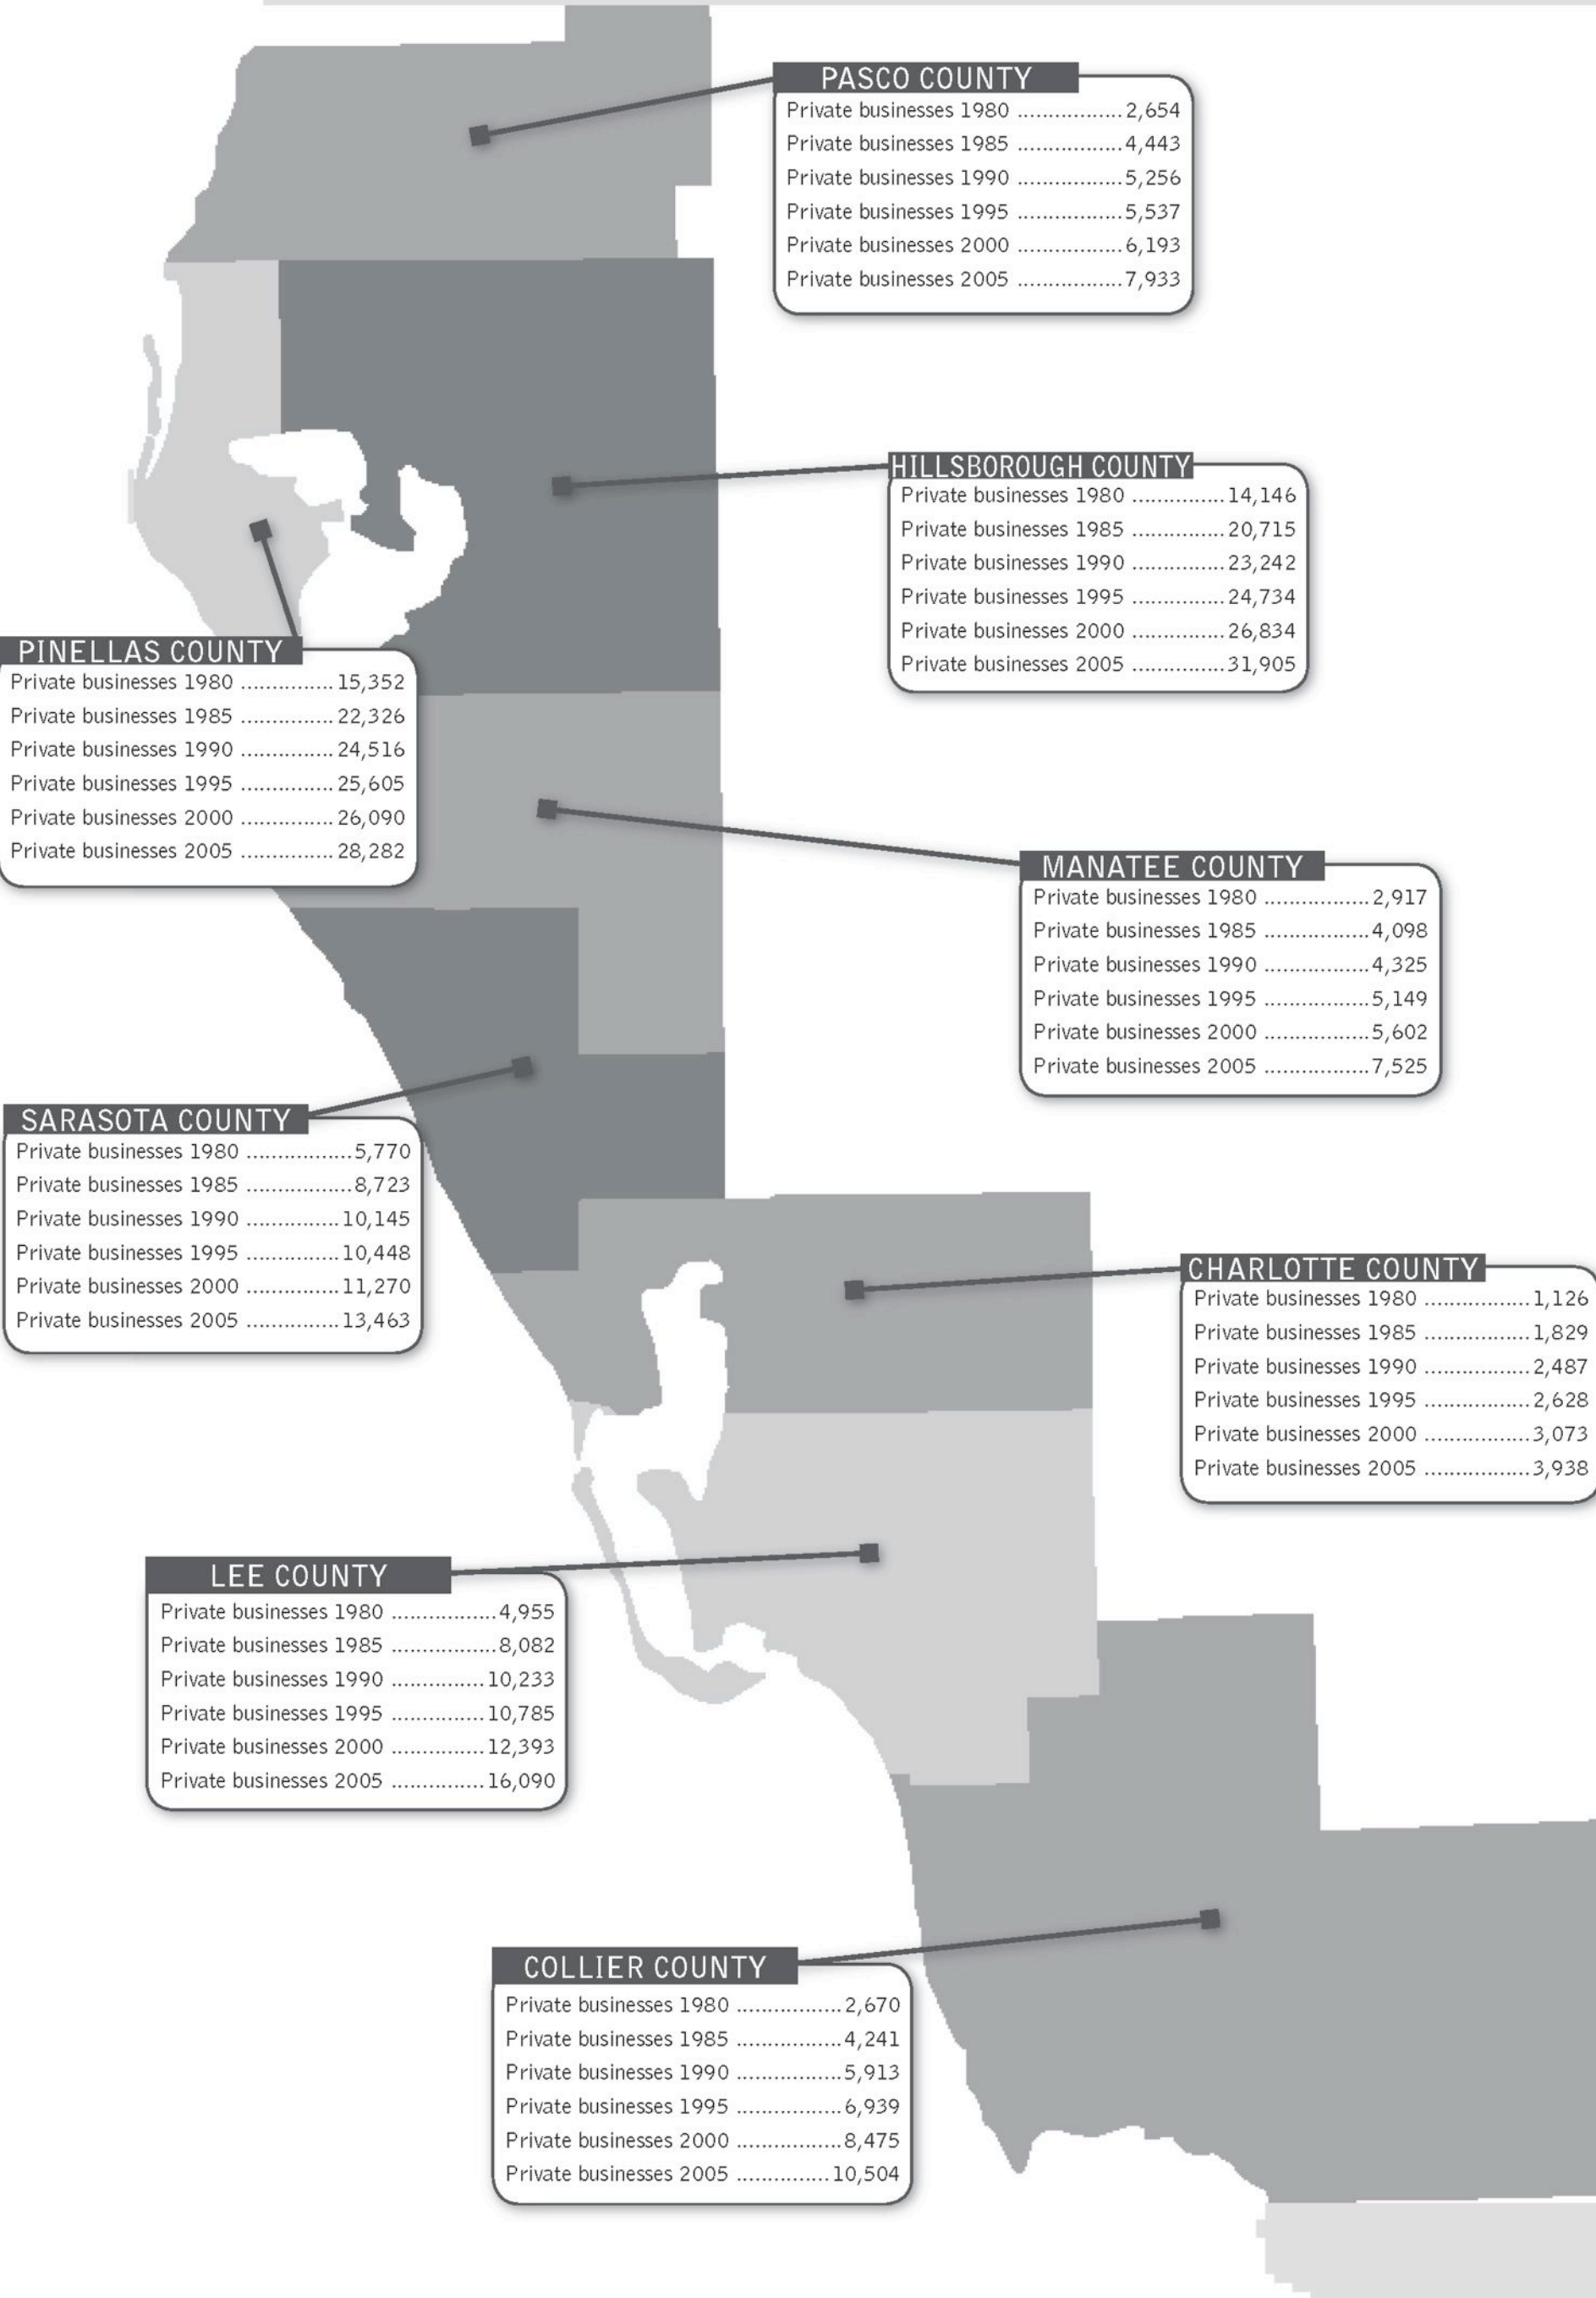 PASCO COUNTY
Private businesses 1980 .................2,654
Private businesses 1985 .................4,443
Private businesses 1990 .................5,256
Private businesses 1995 .................5,537
Private businesses 2000 .................6,193
Private businesses 2005 .................7,933
HILLSBOROUGH COUNTY
Private businesses 1980 ...............14,146
Private businesses 1985 ...............20,715
Private businesses 1990 ...............23,242
Private businesses 1995 ...............24,734
Private businesses 2000 ...............26,834
Private businesses 2005 ...............31,905
PINELLAS COUNTY
Private businesses 1980 ...............15,352
Private businesses 1985 ...............22,326
Private businesses 1990 ...............24,516
Private businesses 1995 ...............25,605
Private businesses 2000 ...............26,090
Private businesses 2005 ...............28,282
MANATEE COUNTY
Private businesses 1980 .................2,917
Private businesses 1985 .................4,098
Private businesses 1990 .................4,325
Private businesses 1995 .................5,149
Private businesses 2000 .................5,602
Private businesses 2005 .................7,525
SARASOTA COUNTY
Private businesses 1980 .................5,770
Private businesses 1985 .................8,723
Private businesses 1990 ...............10,145
Private businesses 1995 ...............10,448
Private businesses 2000 ...............11,270
Private businesses 2005 ...............13,463
CHARLOTTE COUNTY
Private businesses 1980 .................1,126
Private businesses 1985 .................1,829
Private businesses 1990 .................2,487
Private businesses 1995 .................2,628
Private businesses 2000 .................3,073
Private businesses 2005 .................3,938
LEE COUNTY
Private businesses 1980 .................4,955
Private businesses 1985 .................8,082
Private businesses 1990 ...............10,233
Private businesses 1995 ...............10,785
Private businesses 2000 ...............12,393
Private businesses 2005 ...............16,090
COLLIER COUNTY
Private businesses 1980 .................2,670
Private businesses 1985 .................4,241
Private businesses 1990 .................5,913
Private businesses 1995 .................6,939
Private businesses 2000 .................8,475
Private businesses 2005 ...............10,504